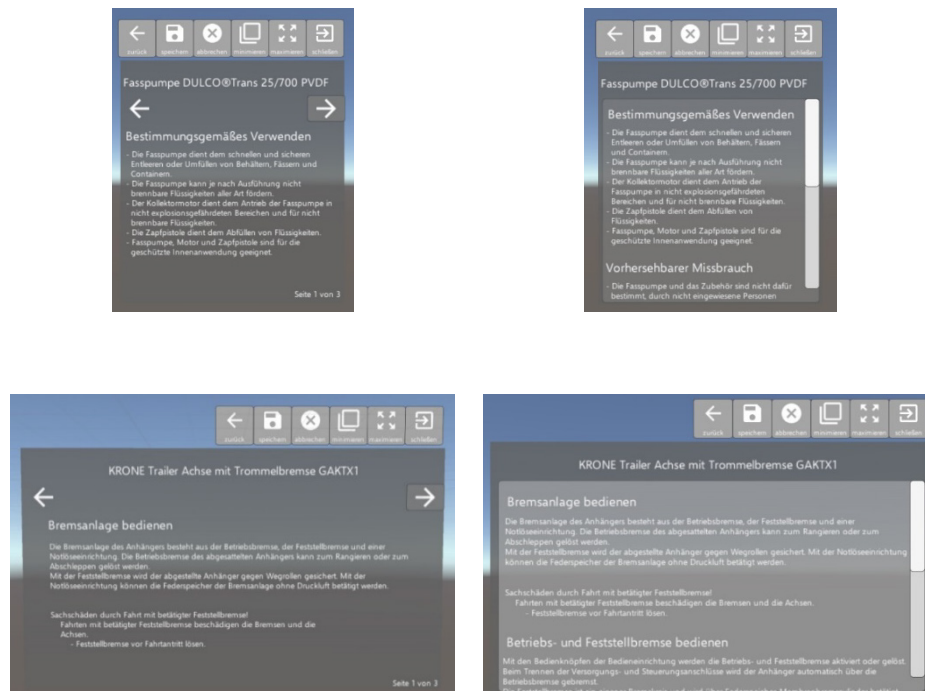 zurück speichern abbrechen minimieren maximieren schließen
Fasspumpe DULCO®Trans 25/700 PVDF
Bestimmungsgemäßes Verwenden
- Die Fasspumpe dient dem schnellen und sicheren
Entleeren oder Umfüllen von Behältern, Fässern und
Containern.
- Die Fasspumpe kann je nach Ausführung nicht
brennbare Flüssigkeiten aller Art fördern.
- Der Kollektormotor dient dem Antrieb der Fasspumpe in
nicht explosionsgefährdeten Bereichen und für nicht
brennbare Flüssigkeiten.
- Die Zapfpistole dient dem Abfüllen von Flüssigkeiten.
- Fasspumpe, Motor und Zapfpistole sind für die
geschützte Innenanwendung geeignet.
Seite 1 von 3
zurück speichern abbrechen minimieren maximieren schließen
Fasspumpe DULCO®Trans 25/700 PVDF
Bestimmungsgemäßes Verwenden
- Die Fasspumpe dient dem schnellen und sicheren
Entleeren oder Umfüllen von Behältern, Fässern
und Containern.
- Die Fasspumpe kann je nach Ausführung nicht
brennbare Flüssigkeiten aller Art fördern.
- Der Kollektormotor dient dem Antrieb der
Fasspumpe in nicht explosionsgefährdeten
Bereichen und für nicht brennbare Flüssigkeiten.
- Die Zapfpistole dient dem Abfüllen von
Flüssigkeiten.
- Fasspumpe, Motor und Zapfpistole sind für die
geschützte Innenanwendung geeignet.
Vorhersehbarer Missbrauch
- Die Fasspumpe und das Zubehör sind nicht dafür
bestimmt, durch nicht eingewiesene Personen
zurück speichern abbrechen minimieren maximieren schließen
KRONE Trailer Achse mit Trommelbremse GAKTX1
Bremsanlage bedienen
Die Bremsanlage des Anhängers besteht aus der Betriebsbremse, der Feststellbremse und einer
Notlöseeinrichtung. Die Betriebsbremse des abgesattelten Anhängers kann zum Rangieren oder zum
Abschleppen gelöst werden.
Mit der Feststellbremse wird der abgestellte Anhänger gegen Wegrollen gesichert. Mit der
Notlöseeinrichtung können die Federspeicher der Bremsanlage ohne Druckluft betätigt werden.
Sachschäden durch Fahrt mit betätigter Feststellbremse!
Fahrten mit betätigter Feststellbremse beschädigen die Bremsen und die
Achsen.
- Feststellbremse vor Fahrtantritt lösen.
Seite 1 von 3
zurück speichern abbrechen minimieren maximieren schließen
KRONE Trailer Achse mit Trommelbremse GAKTX1
Bremsanlage bedienen
Die Bremsanlage des Anhängers besteht aus der Betriebsbremse, der Feststellbremse und einer
Notlöseeinrichtung. Die Betriebsbremse des abgesattelten Anhängers kann zum Rangieren oder zum
Abschleppen gelöst werden.
Mit der Feststellbremse wird der abgestellte Anhänger gegen Wegrollen gesichert. Mit der Notlöseeinrichtung
können die Federspeicher der Bremsanlage ohne Druckluft betätigt werden.
Sachschäden durch Fahrt mit betätigter Feststellbremse!
Fahrten mit betätigter Feststellbremse beschädigen die Bremsen und die Achsen.
- Feststellbremse vor Fahrtantritt lösen.
Betriebs- und Feststellbremse bedienen
Mit den Bedienknöpfen der Bedieneinrichtung werden die Betriebs- und Feststellbremse aktiviert oder gelöst.
Beim Trennen der Versorgungs- und Steuerungsanschlüsse wird der Anhänger automatisch über die
Betriebsbremse gebremst.